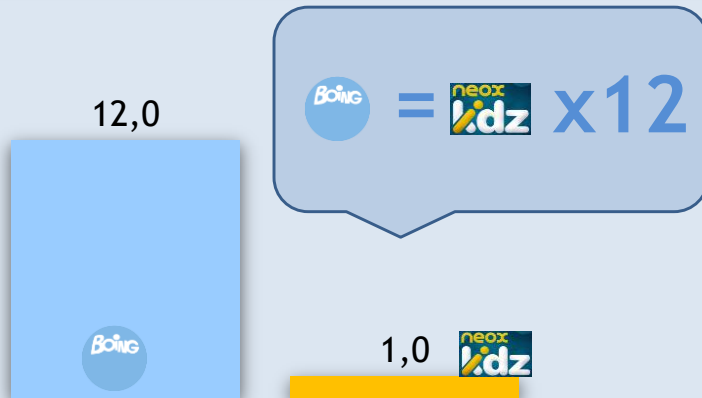 BOING = neox kidz x12
12,0
BOING
1,0 neox kidz